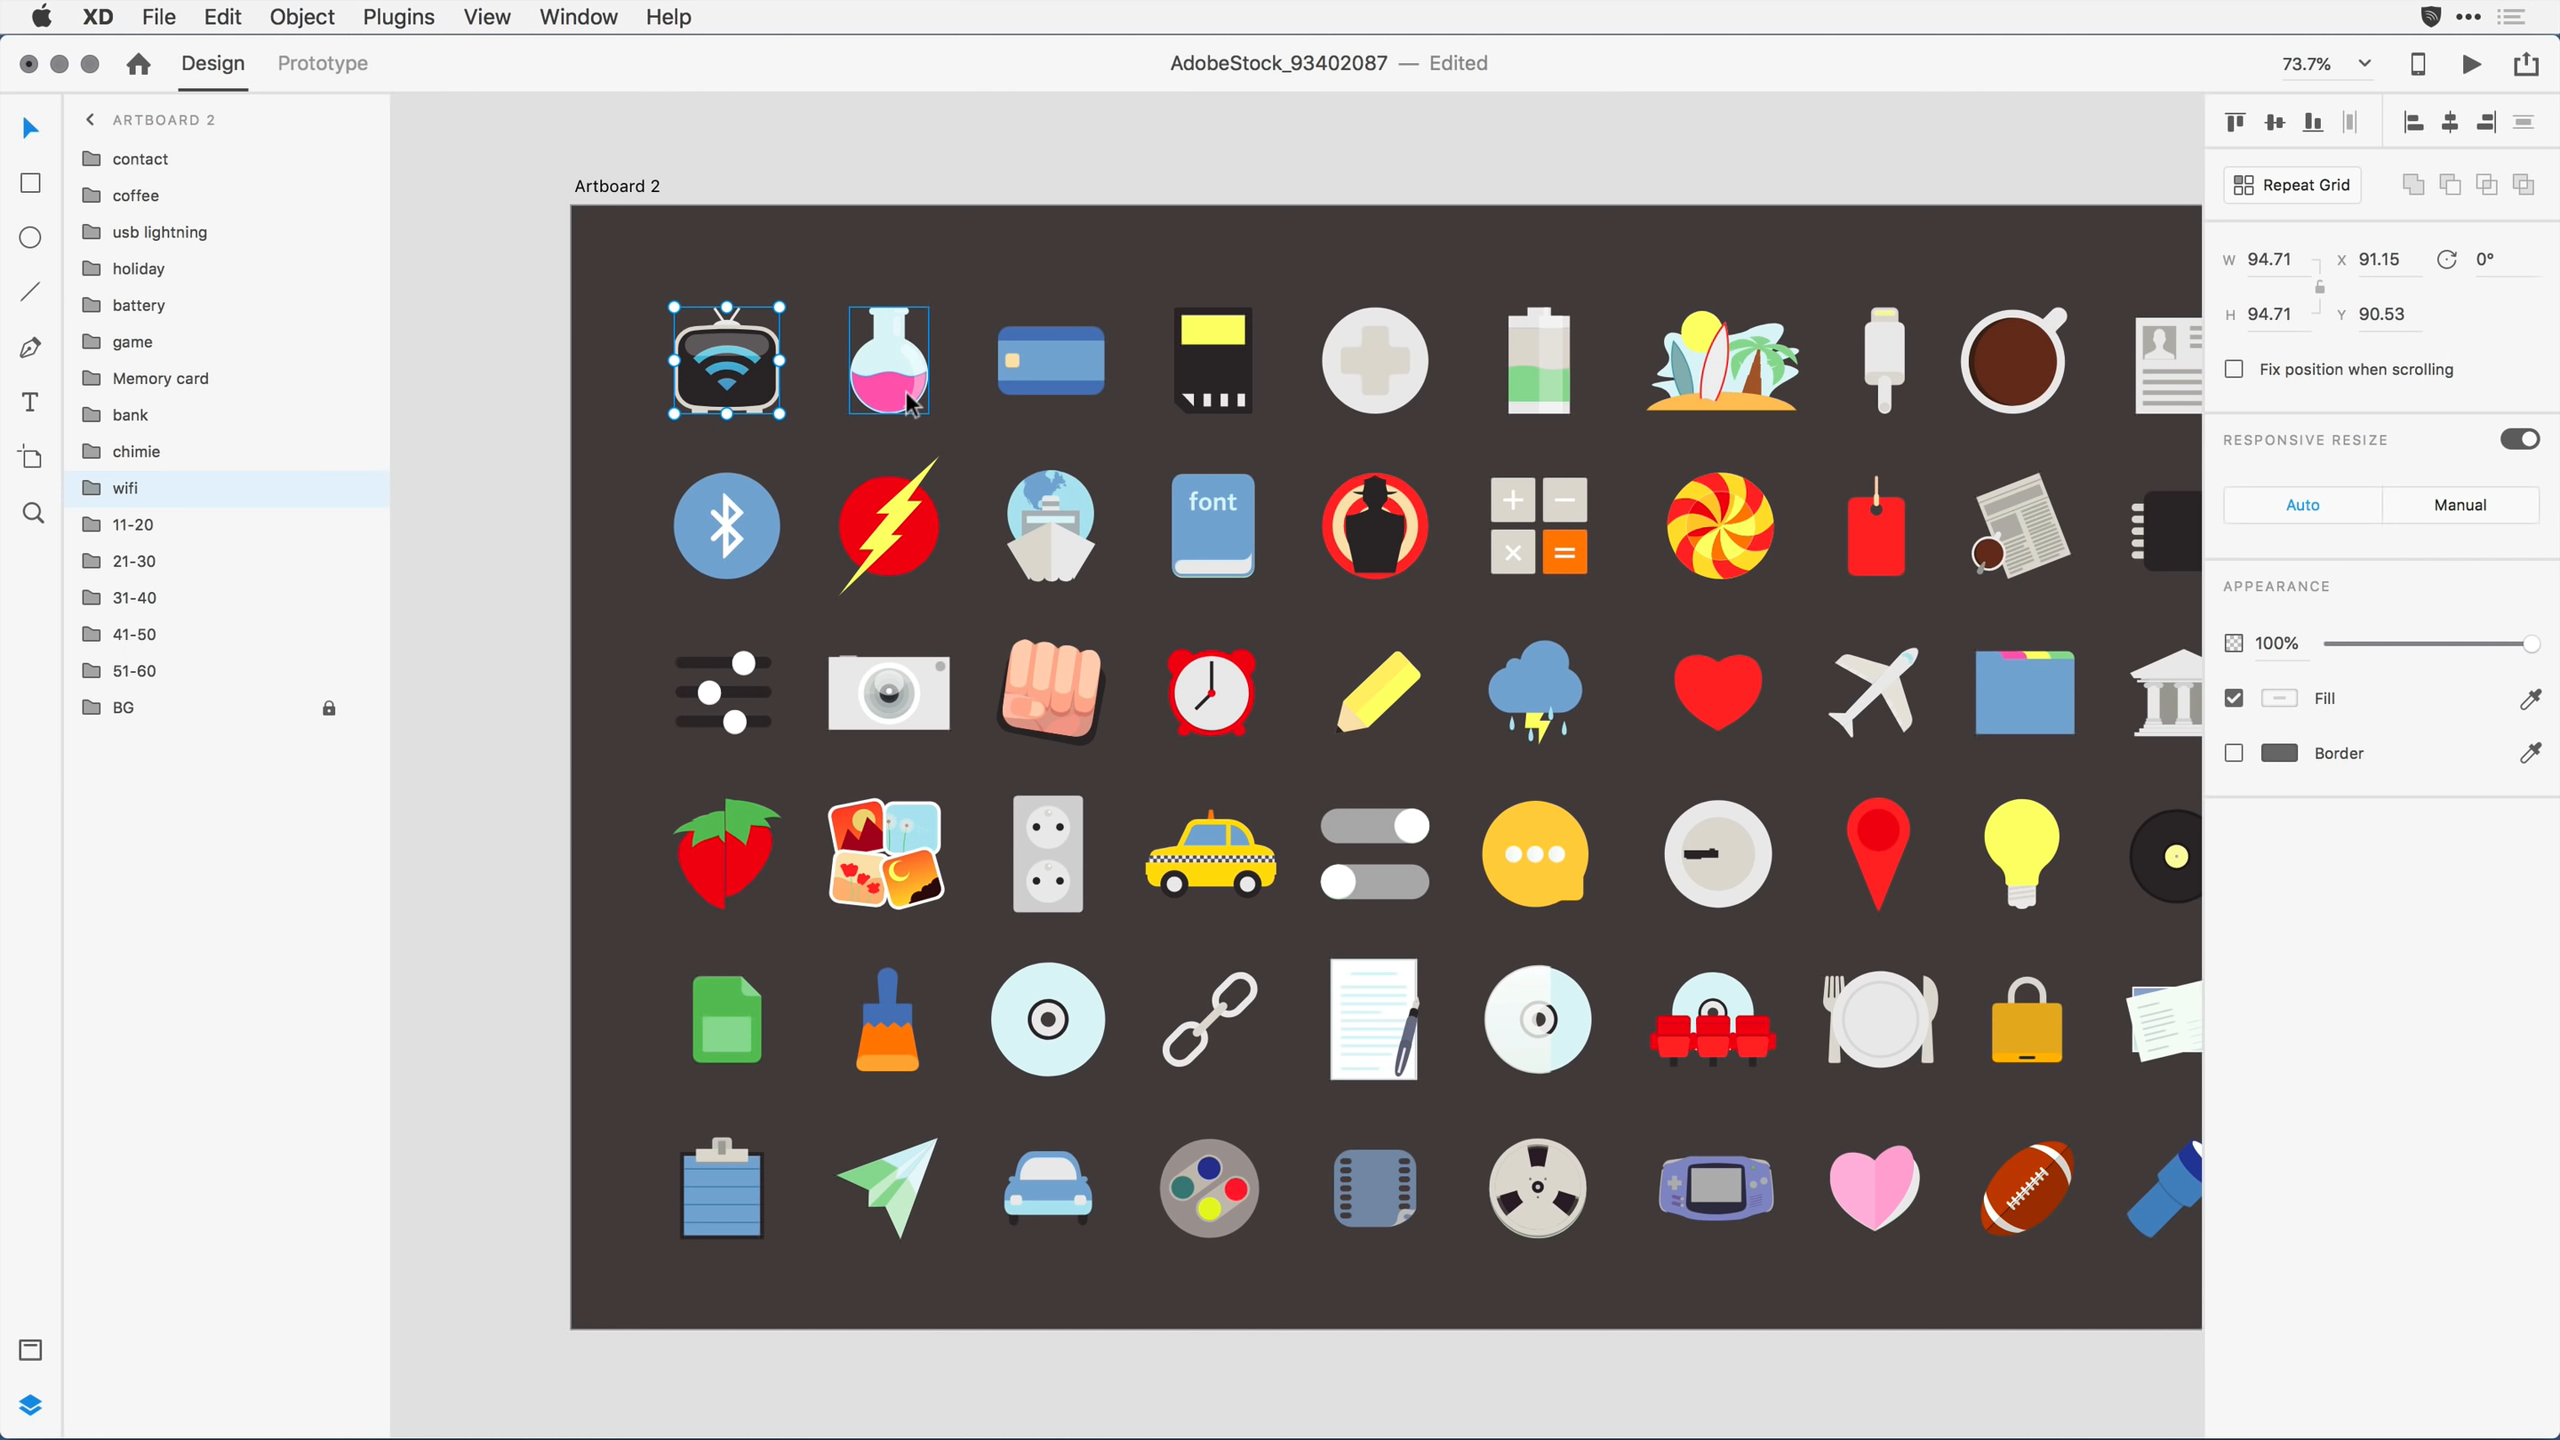 XD File Edit Object Plugins View Window Help
Design Prototype
AdobeStock_93402087 — Edited
73.7%
ARTBOARD 2
contact
coffee
usb lightning
holiday
battery
game
Memory card
bank
chimie
wifi
11-20
21-30
31-40
41-50
51-60
BG
Artboard 2
font
Repeat Grid
W 94.71 X 91.15 0°
H 94.71 Y 90.53
Fix position when scrolling
RESPONSIVE RESIZE
Auto Manual
APPEARANCE
100%
Fill
Border